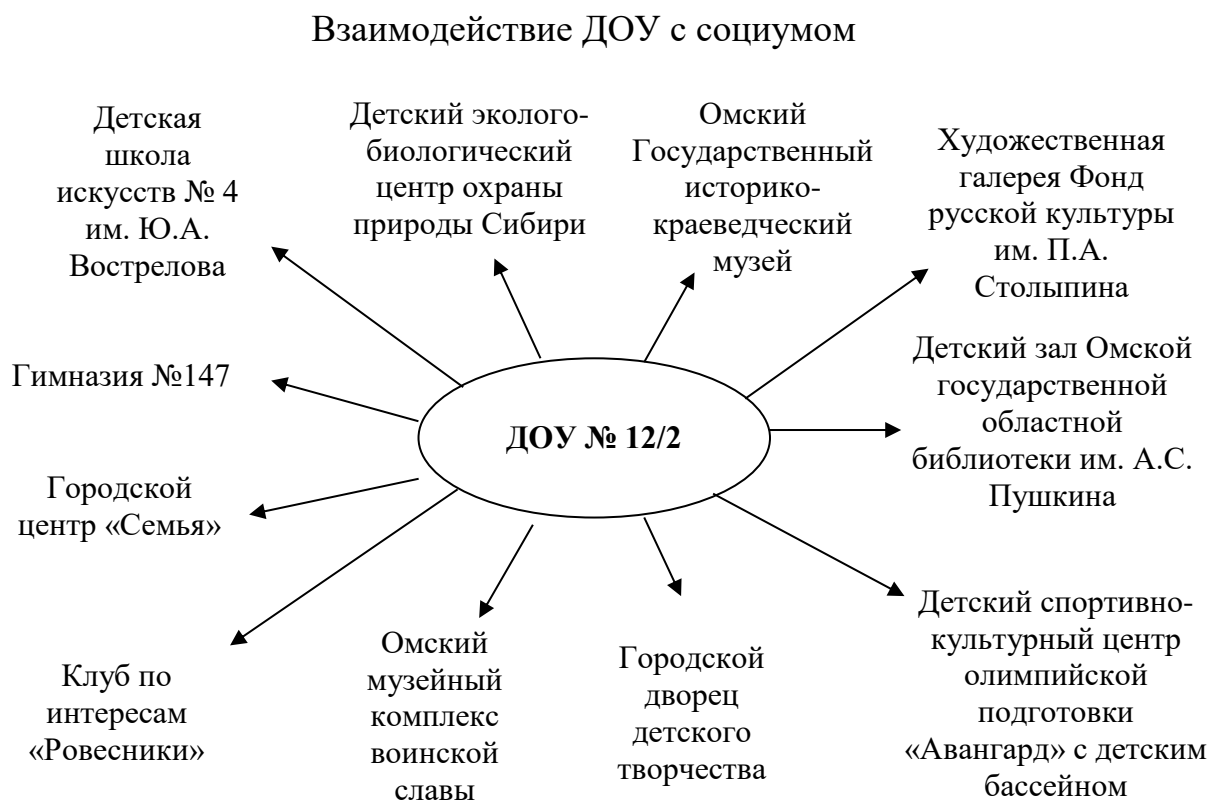 Взаимодействие ДОУ с социумом
Детская
школа
искусств № 4
им. Ю.А.
Вострелова
Детский эколого-
биологический
центр охраны
природы Сибири
Омский
Государственный
историко-
краеведческий
музей
Художественная
галерея Фонд
русской культуры
им. П.А.
Столыпина
Гимназия №147
ДОУ № 12/2
Детский зал Омской
государственной
областной
библиотеки им. А.С.
Пушкина
Городской
центр «Семья»
Клуб по
интересам
«Ровесники»
Омский
музейный
комплекс
воинской
славы
Городской
дворец
детского
творчества
Детский спортивно-
культурный центр
олимпийской
подготовки
«Авангард» с детским
бассейном